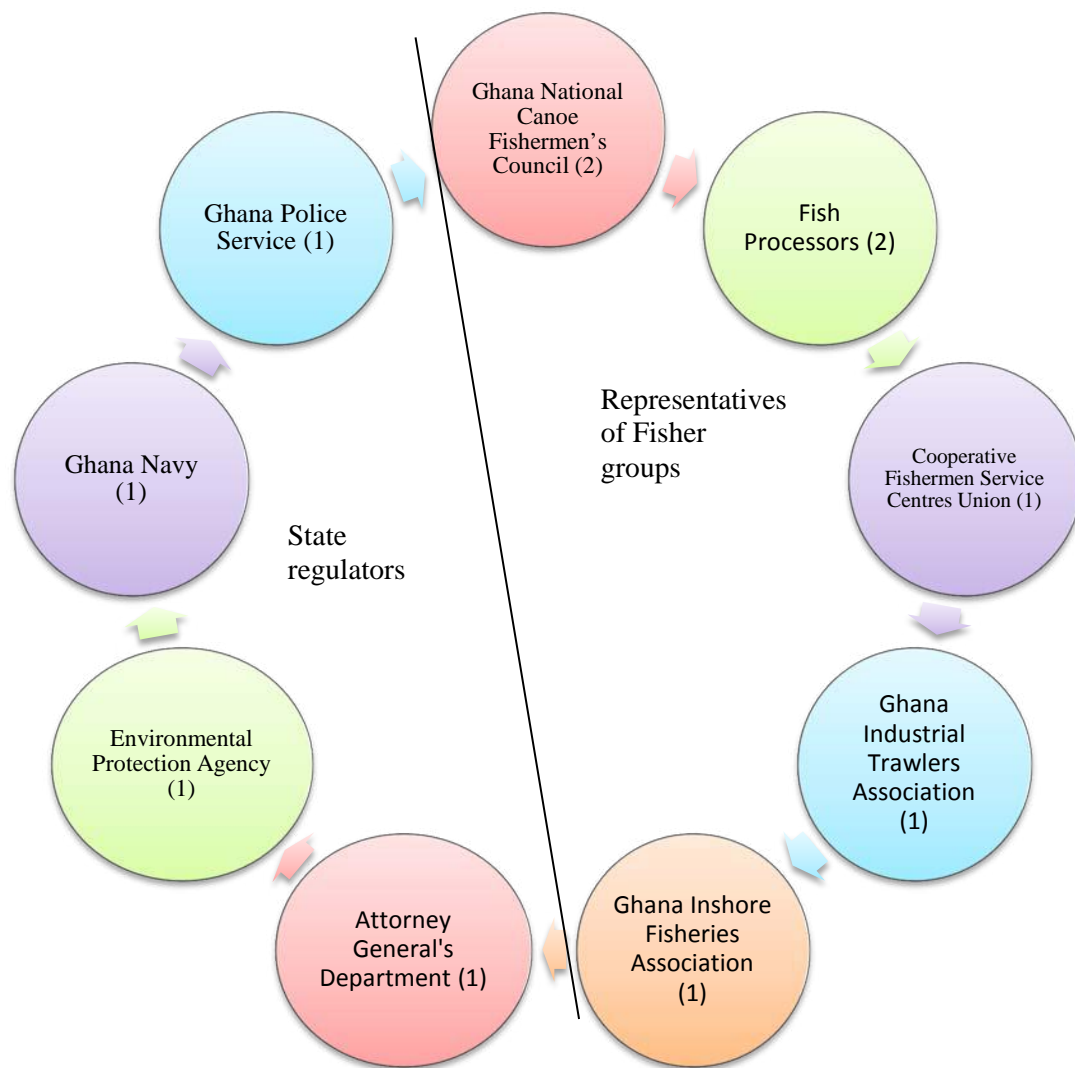 Ghana National
Canoe
Fishermen’s
Council (2)
Fish
Processors (2)
Cooperative
Fishermen Service
Centres Union (1)
Ghana
Industrial
Trawlers
Association
(1)
Ghana Inshore
Fisheries
Association
(1)
Attorney
General's
Department (1)
Environmental
Protection Agency
(1)
Ghana Navy
(1)
Ghana Police
Service (1)
Representatives
of Fisher
groups
State
regulators